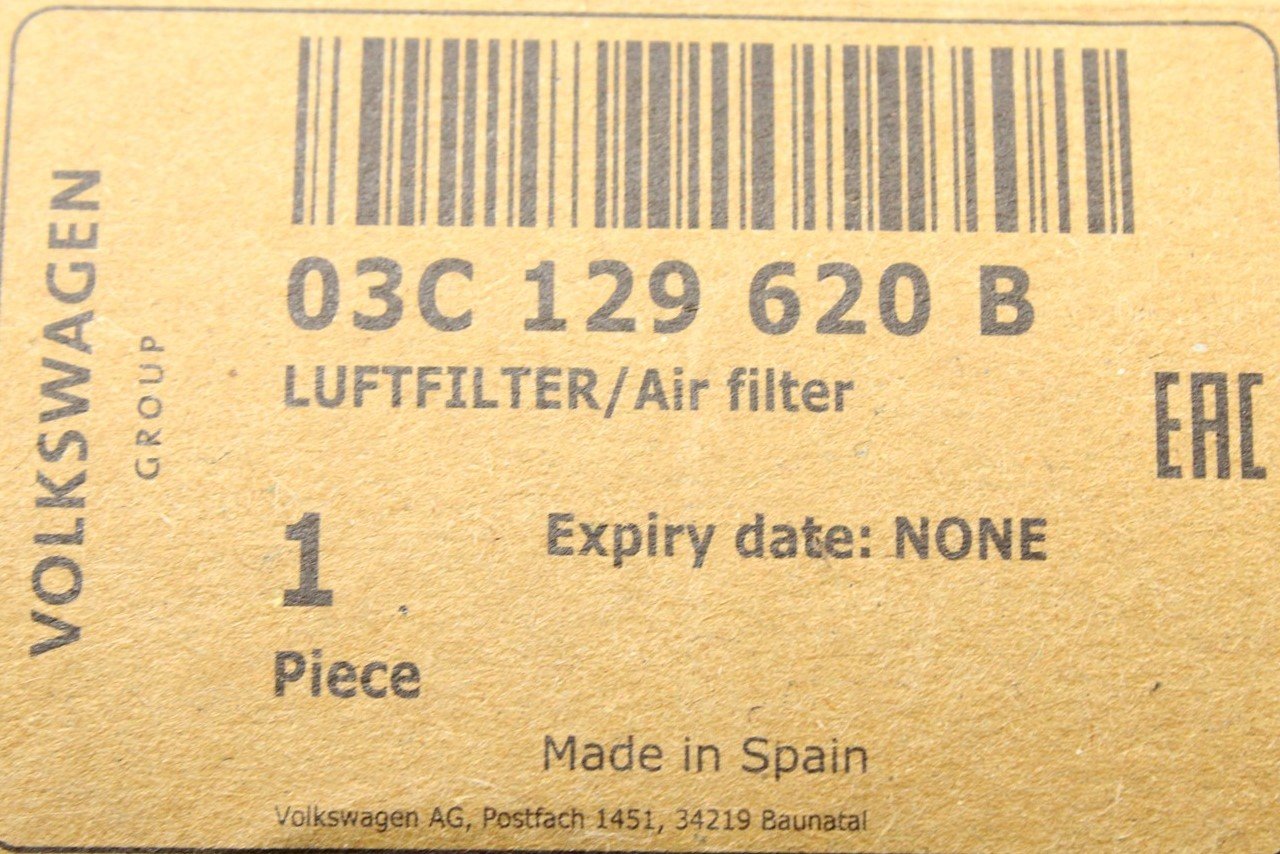 VOLKSWAGEN
GROUP
03C 129 620 B
LUFTFILTER/Air filter
EAC
1
Expiry date: NONE
Piece
Made in Spain
Volkswagen AG, Postfach 1451, 34219 Baunatal